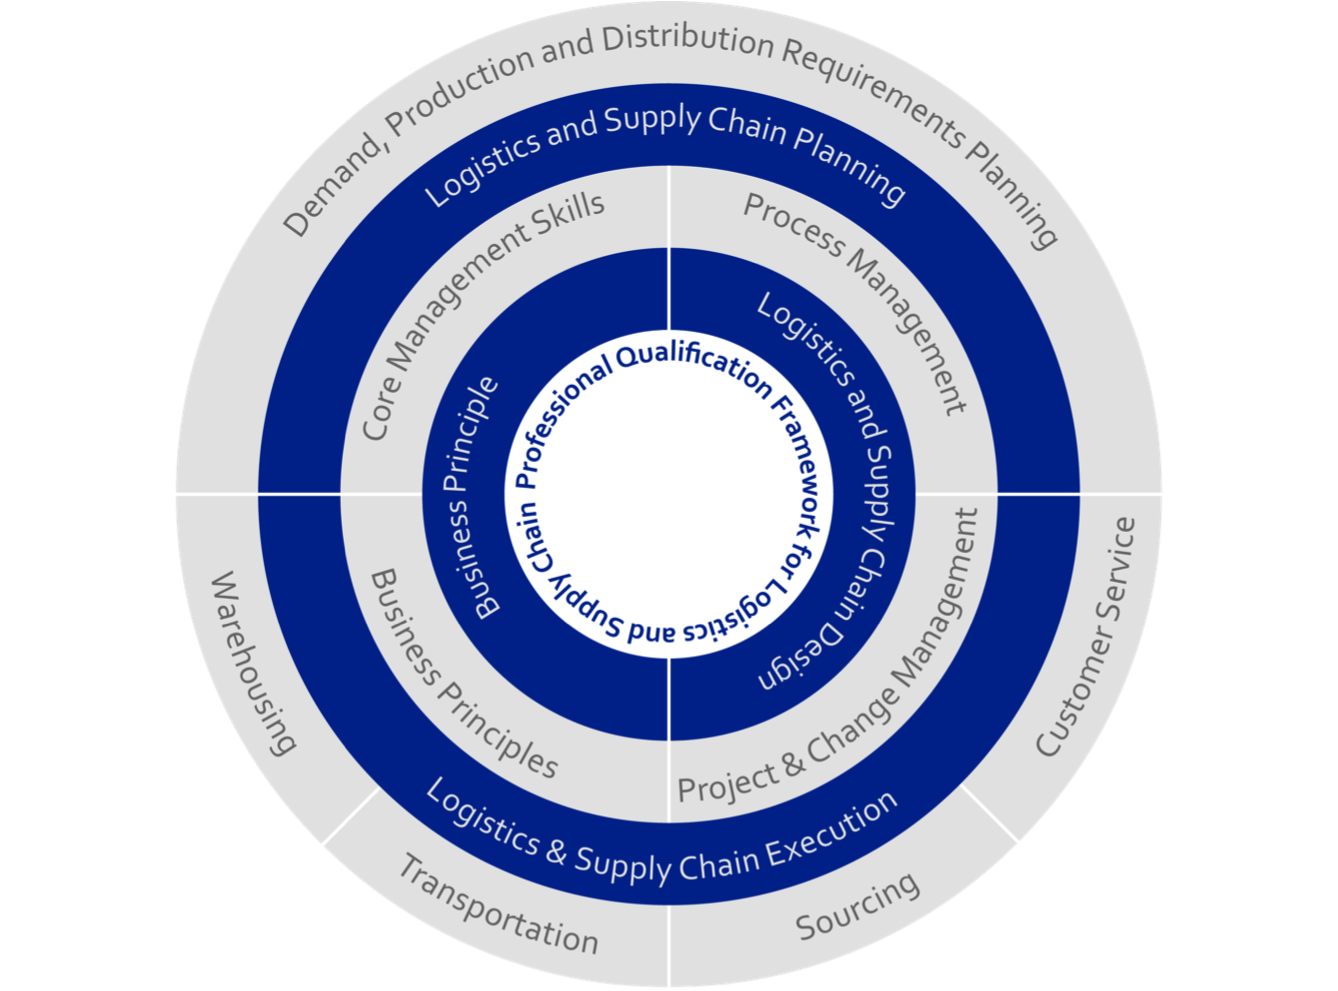 Demand, Production and Distribution Requirements Planning
Logistics and Supply Chain Planning
Core Management Skills
Process Management
Business Principle
Logistics and Supply Chain Design
Professional Qualification Framework for Logistics and Supply Chain
Business Principles
Project & Change Management
Logistics & Supply Chain Execution
Warehousing
Transportation
Sourcing
Customer Service